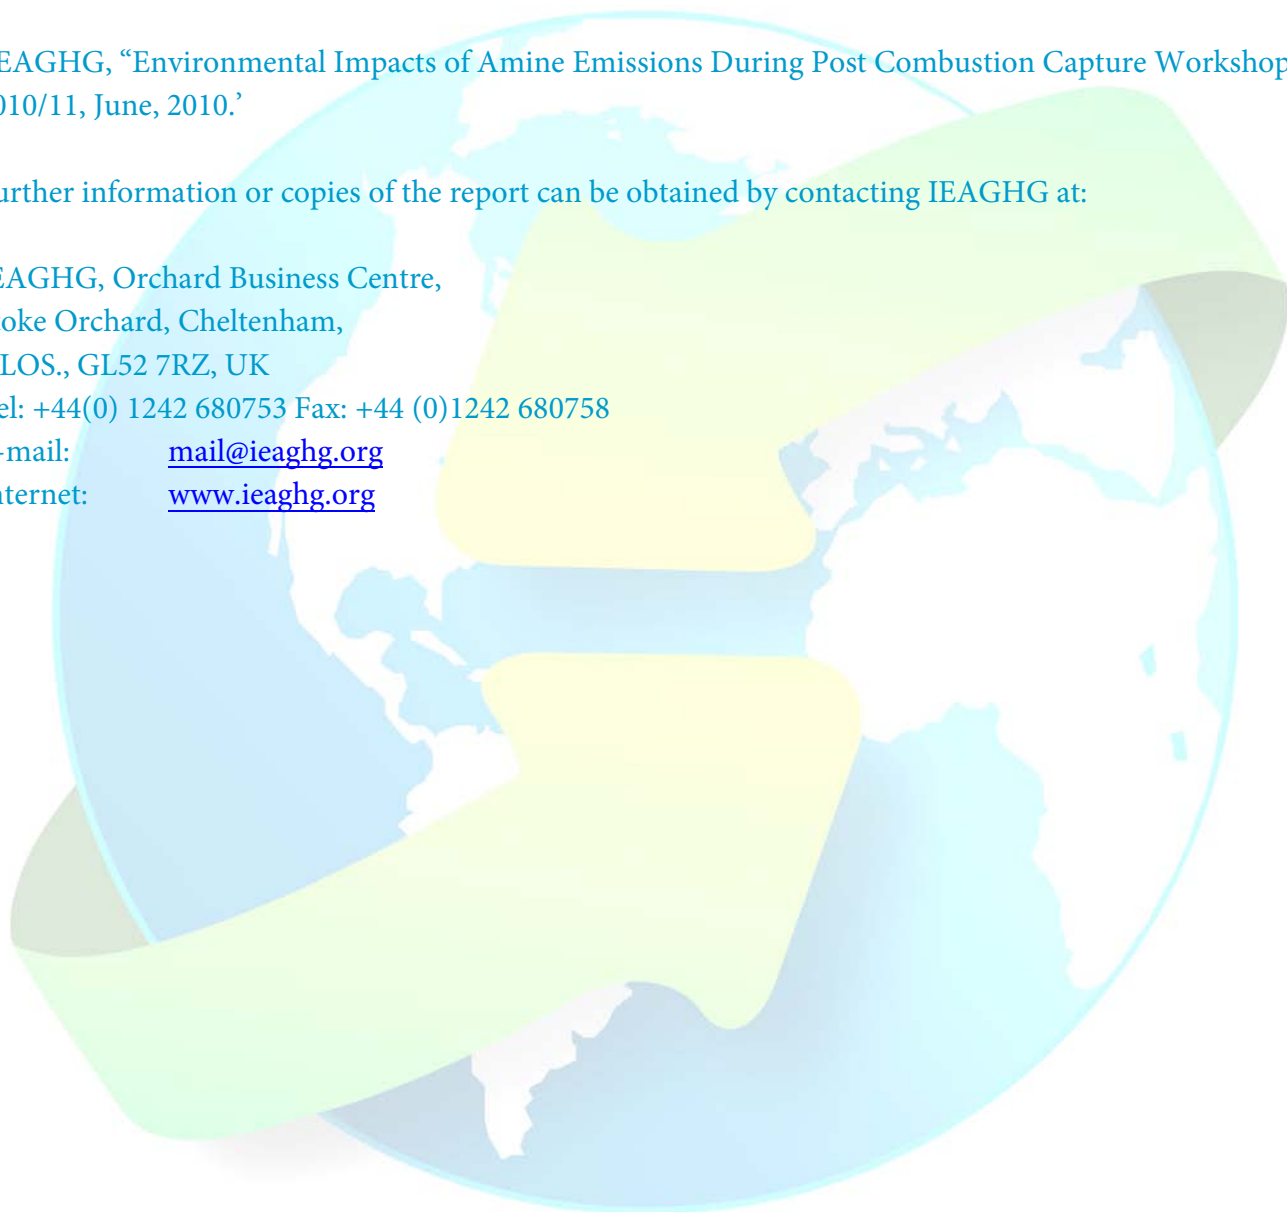 EAGHG, “Environmental Impacts of Amine Emissions During Post Combustion Capture Workshop
010/11, June, 2010.’
urther information or copies of the report can be obtained by contacting IEAGHG at:
EAGHG, Orchard Business Centre,
toke Orchard, Cheltenham,
LOS., GL52 7RZ, UK
el: +44(0) 1242 680753 Fax: +44 (0)1242 680758
-mail: mail@ieaghg.org
nternet: www.ieaghg.org